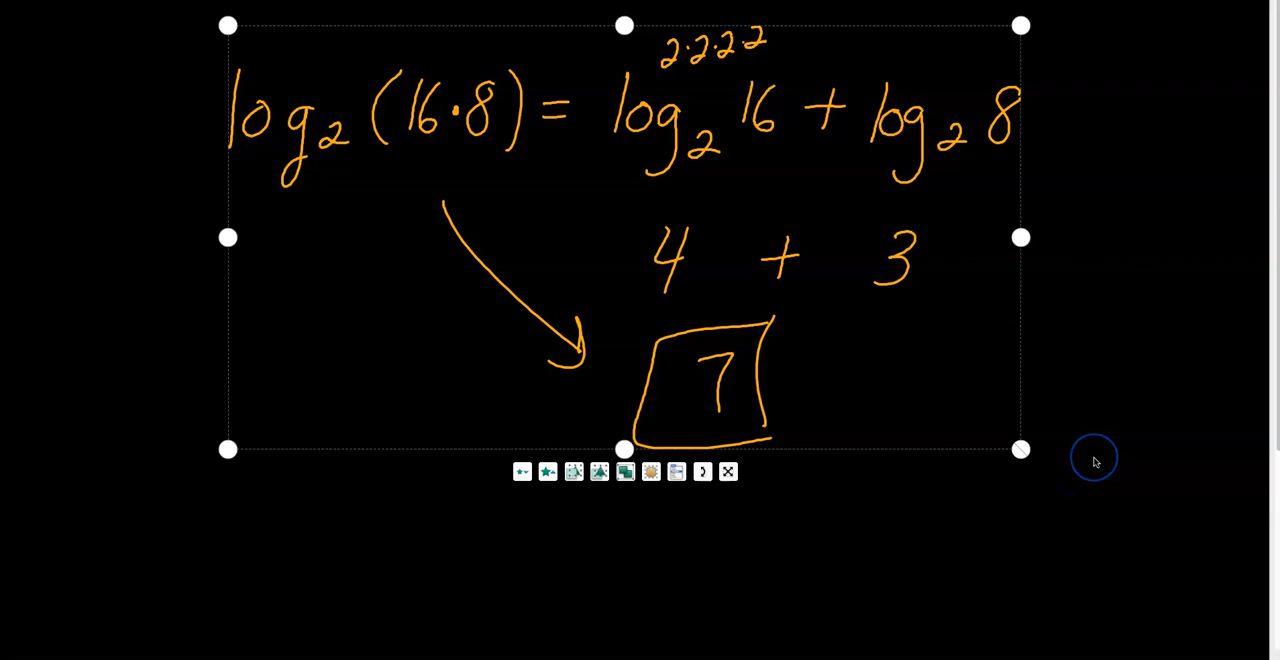 2·2·2·2
log₂(16·8) = log₂ 16 + log₂ 8
4 + 3
7